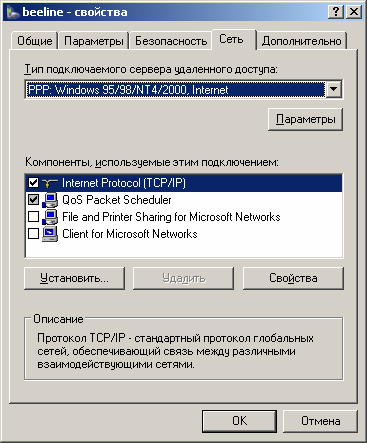 beeline - свойства
Общие
Параметры
Безопасность
Сеть
Дополнительно
Тип подключаемого сервера удаленного доступа:
PPP: Windows 95/98/NT4/2000, Internet
Параметры
Компоненты, используемые этим подключением:
Internet Protocol (TCP/IP)
QoS Packet Scheduler
File and Printer Sharing for Microsoft Networks
Client for Microsoft Networks
Установить...
Удалить
Свойства
Описание
Протокол TCP/IP - стандартный протокол глобальных
сетей, обеспечивающий связь между различными
взаимодействующими сетями.
OK
Отмена